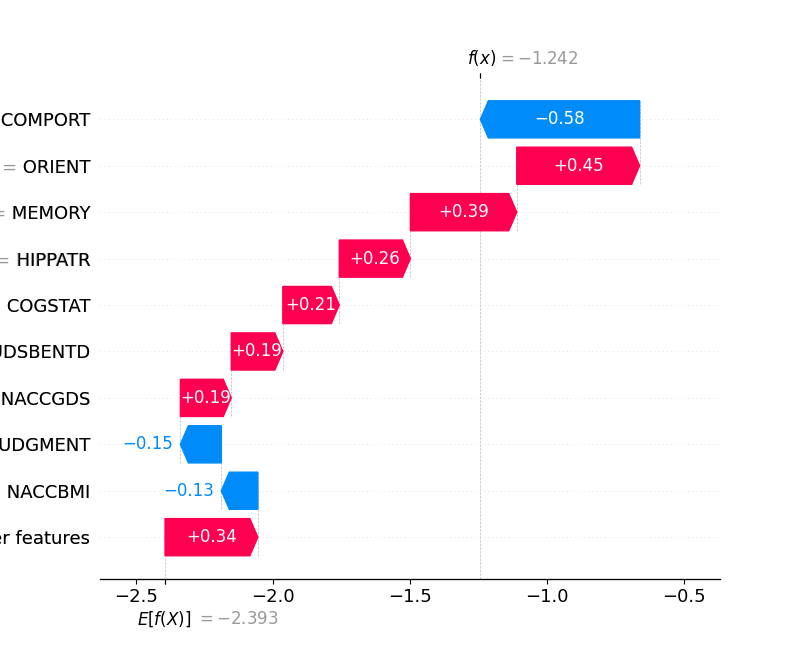 f(x) = −1.242
COMPORT −0.58
= ORIENT +0.45
= MEMORY +0.39
= HIPPATR +0.26
COGSTAT +0.21
UDSBENTD +0.19
NACCGDS +0.19
UDGMENT −0.15
NACCBMI −0.13
er features +0.34
−2.5 −2.0 −1.5 −1.0 −0.5
E[f(X)] = −2.393